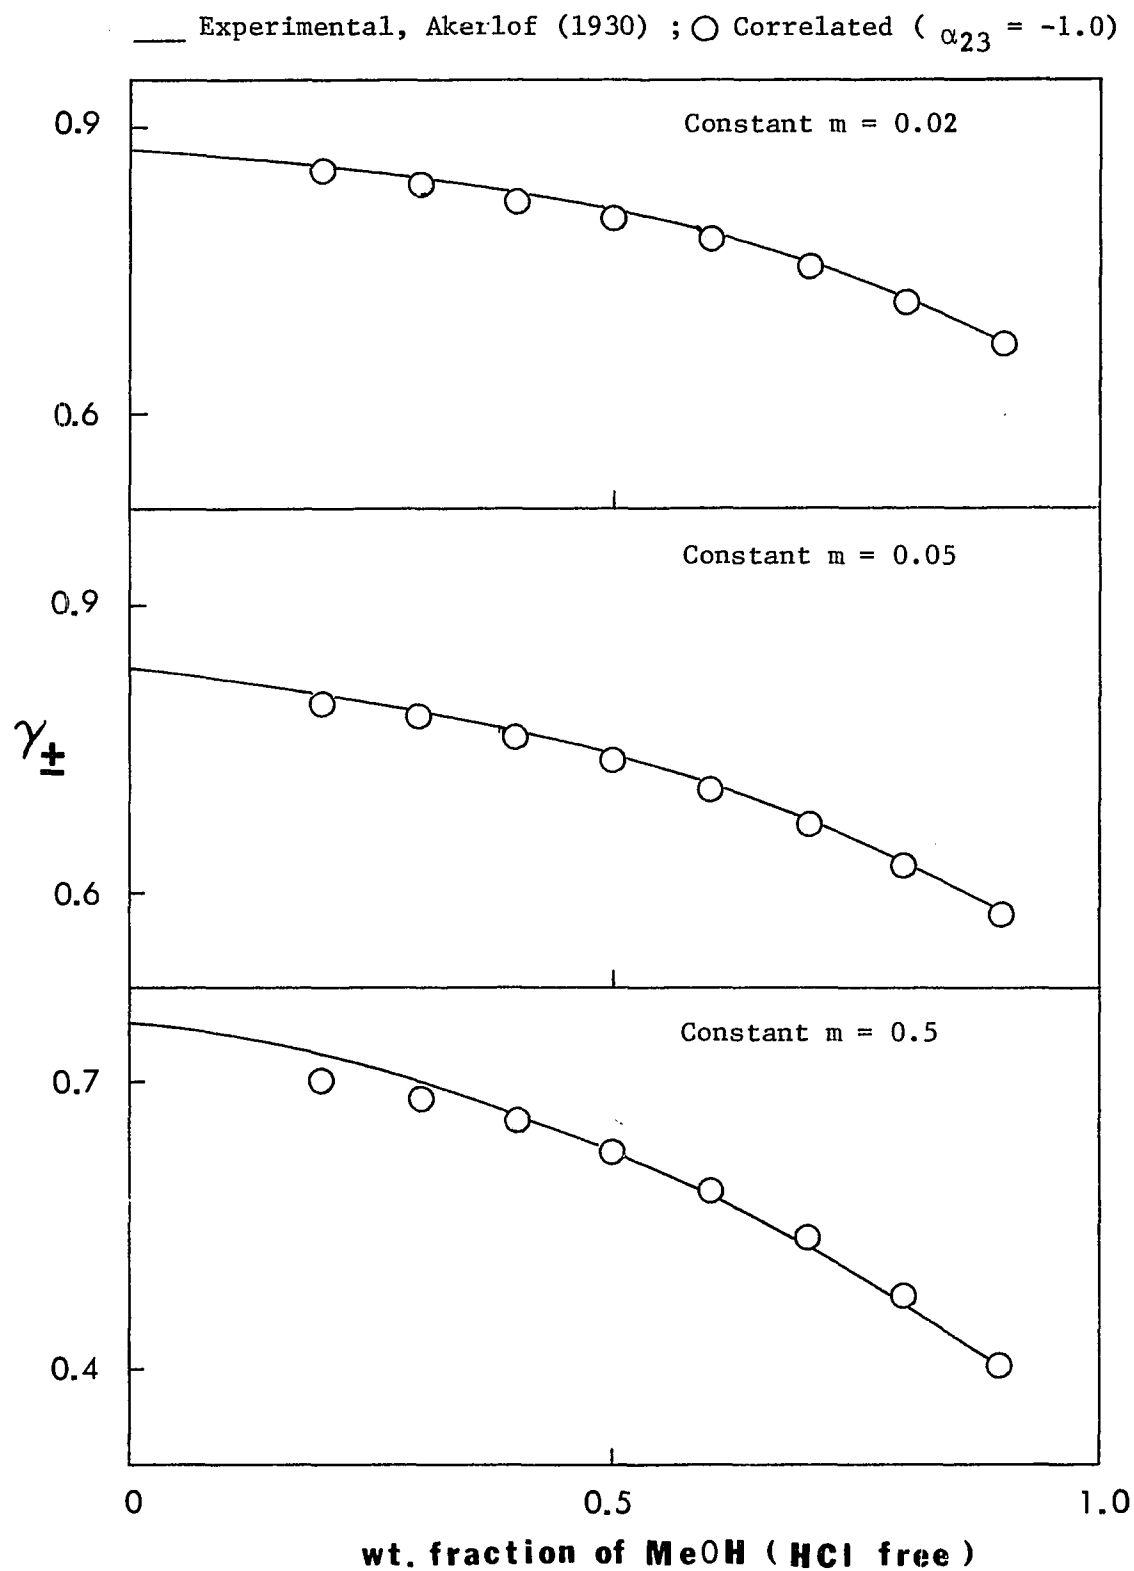 ___ Experimental, Akerlof (1930) ; ○ Correlated ( α23 = -1.0)
Constant m = 0.02
0.9
0.6
Constant m = 0.05
0.9
γ±
0.6
Constant m = 0.5
0.7
0.4
0 0.5 1.0
wt. fraction of MeOH ( HCl free )